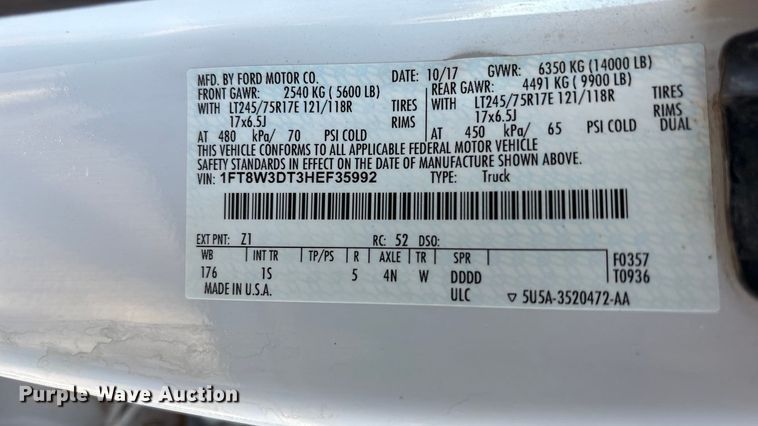 MFD. BY FORD MOTOR CO. DATE: 10/17 GVWR: 6350 KG (14000 LB)
FRONT GAWR: 2540 KG ( 5600 LB) REAR GAWR: 4491 KG ( 9900 LB)
WITH LT245/75R17E 121/118R TIRES WITH LT245/75R17E 121/118R TIRES
17x6.5J RIMS 17x6.5J RIMS
AT 480 kPa/ 70 PSI COLD AT 450 kPa/ 65 PSI COLD DUAL
THIS VEHICLE CONFORMS TO ALL APPLICABLE FEDERAL MOTOR VEHICLE
SAFETY STANDARDS IN EFFECT ON THE DATE OF MANUFACTURE SHOWN ABOVE.
VIN: 1FT8W3DT3HEF35992 TYPE: Truck
EXT PNT: Z1 RC: 52 DSO:
WB INT TR TP/PS R AXLE TR SPR F0357
176 1S 5 4N W DDDD T0936
MADE IN U.S.A. ULC ▽ 5U5A-3520472-AA
Purple Wave Auction